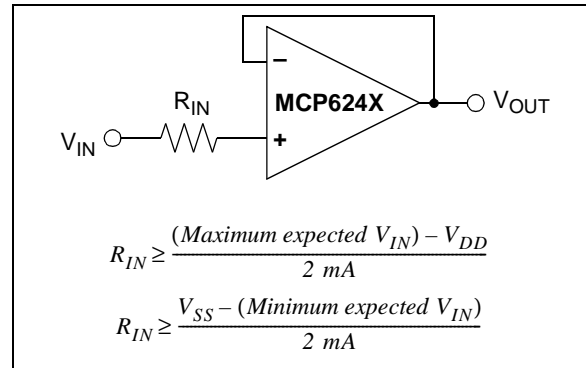 −
MCP624X
R_IN
V_OUT
V_IN
+
R_IN ≥ (Maximum expected V_IN) – V_DD
2 mA
R_IN ≥ V_SS – (Minimum expected V_IN)
2 mA